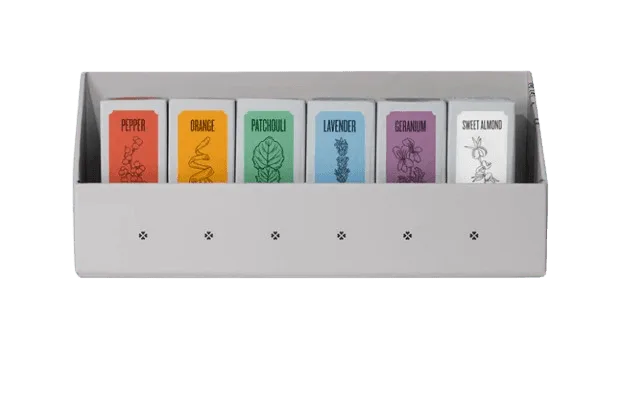 PEPPER
ORANGE
PATCHOULI
LAVENDER
GERANIUM
SWEET ALMOND